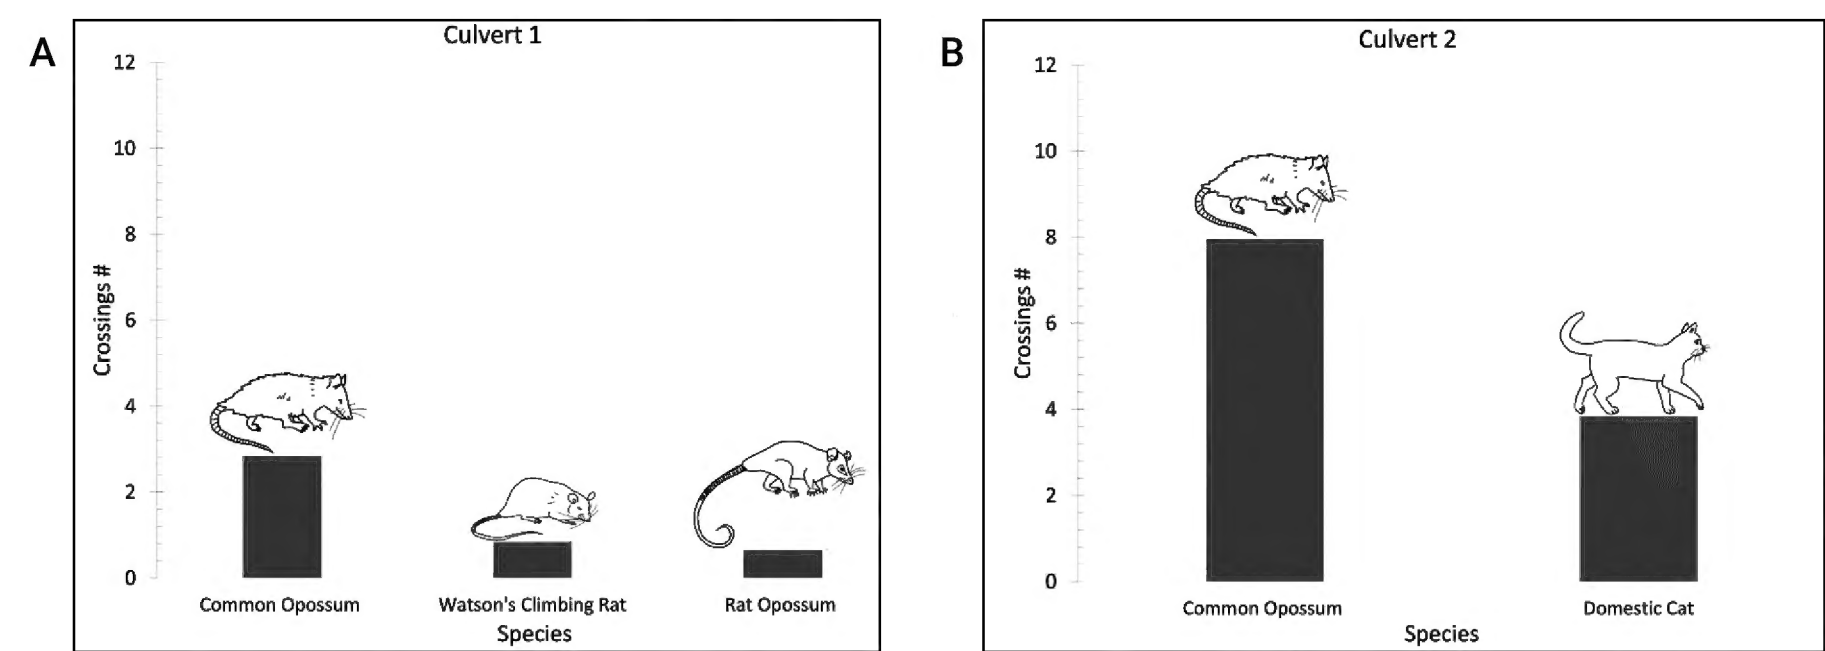 A
Culvert 1
12
10
8
6
4
2
0
Crossings #
Common Opossum
Watson's Climbing Rat
Rat Opossum
Species
B
Culvert 2
12
10
8
6
4
2
0
Crossings #
Common Opossum
Domestic Cat
Species